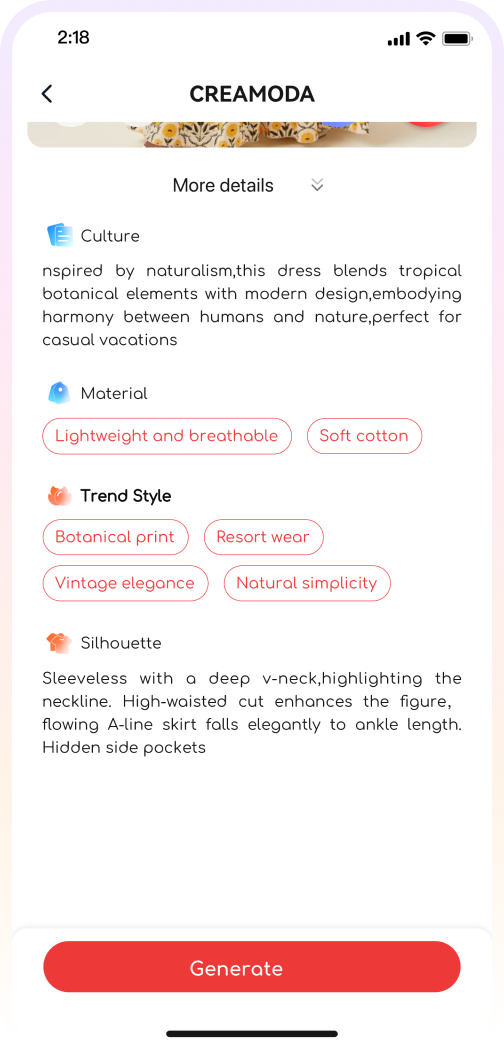 2:18
CREAMODA
More details
Culture
nspired by naturalism,this dress blends tropical
botanical elements with modern design,embodying
harmony between humans and nature,perfect for
casual vacations
Material
Lightweight and breathable
Soft cotton
Trend Style
Botanical print
Resort wear
Vintage elegance
Natural simplicity
Silhouette
Sleeveless with a deep v-neck,highlighting the
neckline. High-waisted cut enhances the figure,
flowing A-line skirt falls elegantly to ankle length.
Hidden side pockets
Generate